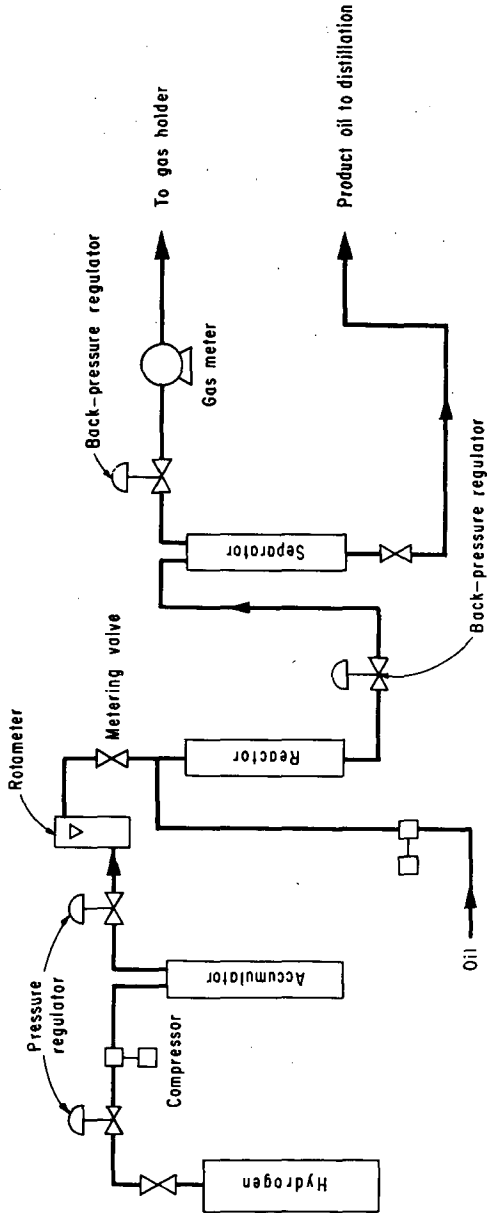 Hydrogen
Pressure
regulator
Compressor
Accumulator
Rotameter
Metering valve
Oil
Reactor
Back-pressure regulator
Separator
Back-pressure regulator
Gas meter
To gas holder
Product oil to distillation